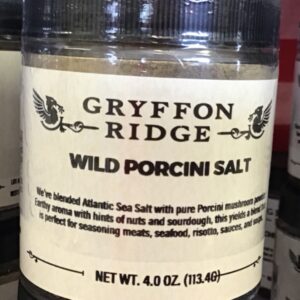 GRYFFON
RIDGE
WILD PORCINI SALT
We've blended Atlantic Sea Salt with pure Porcini mushroom
Earthy aroma with hints of nuts and sourdough, this yields a
is perfect for seasoning meats, seafood, risotto, sauces, and
NET WT. 4.0 OZ. (113.4G)